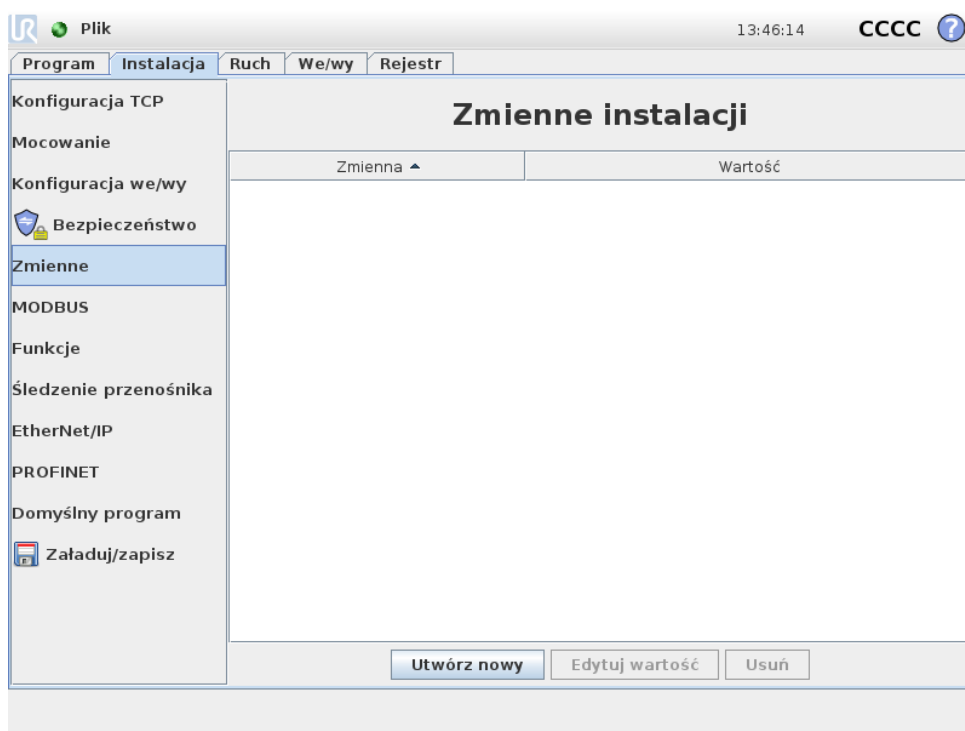 UR Plik 13:46:14 CCCC ?
Program Instalacja Ruch We/wy Rejestr
Konfiguracja TCP
Mocowanie
Konfiguracja we/wy
Bezpieczeństwo
Zmienne
MODBUS
Funkcje
Śledzenie przenośnika
EtherNet/IP
PROFINET
Domyślny program
Załaduj/zapisz
Zmienne instalacji
Zmienna Wartość
Utwórz nowy Edytuj wartość Usuń